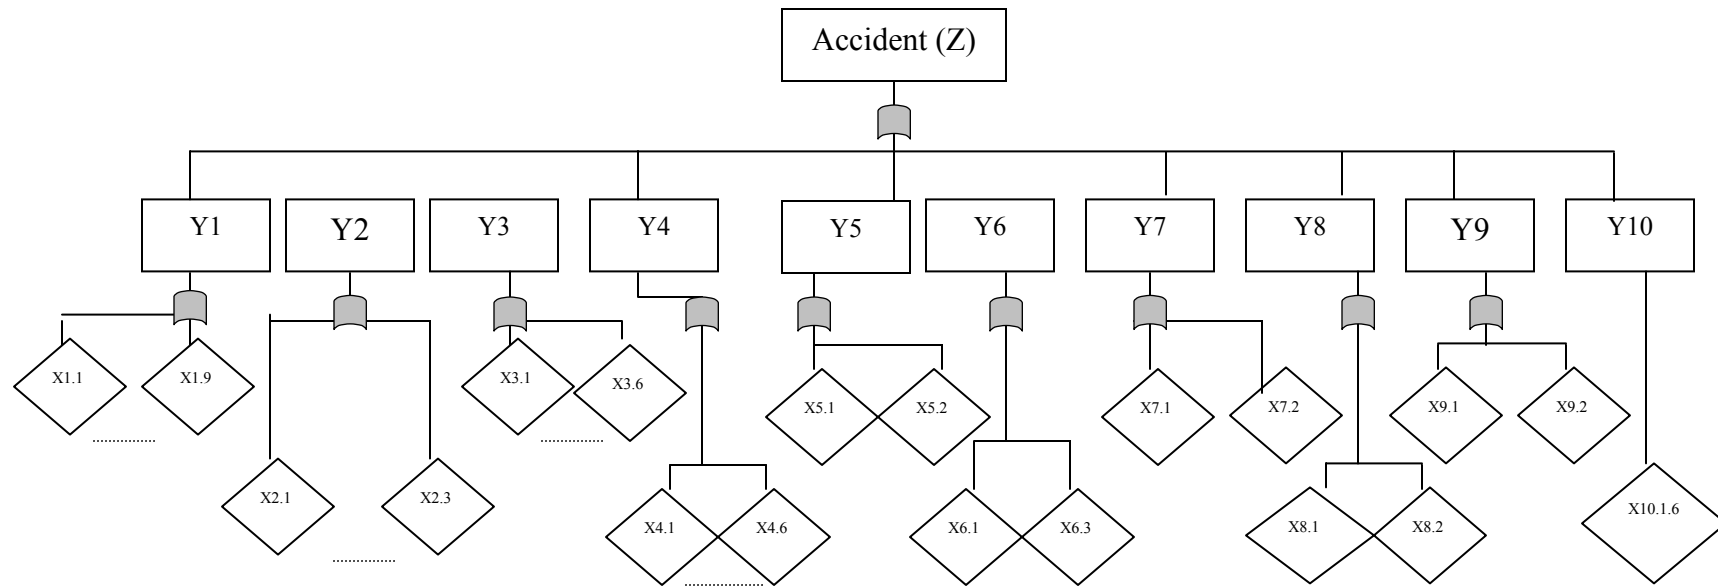 Accident (Z)
Y1
Y2
Y3
Y4
Y5
Y6
Y7
Y8
Y9
Y10
X1.1
X1.9
X3.1
X3.6
X5.1
X5.2
X7.1
X7.2
X9.1
X9.2
X2.1
X2.3
X4.1
X4.6
X6.1
X6.3
X8.1
X8.2
X10.1.6